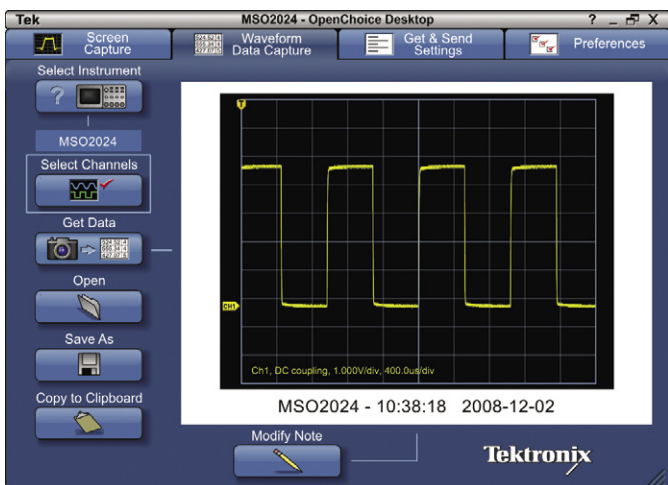 Tek
MSO2024 - OpenChoice Desktop
? _ X
Screen
Capture
Waveform
Data Capture
Get & Send
Settings
Preferences
Select Instrument
?
MSO2024
Select Channels
Get Data
Open
Save As
Copy to Clipboard
T
CH1
Ch1, DC coupling, 1.000V/div, 400.0us/div
MSO2024 - 10:38:18 2008-12-02
Modify Note
Tektronix